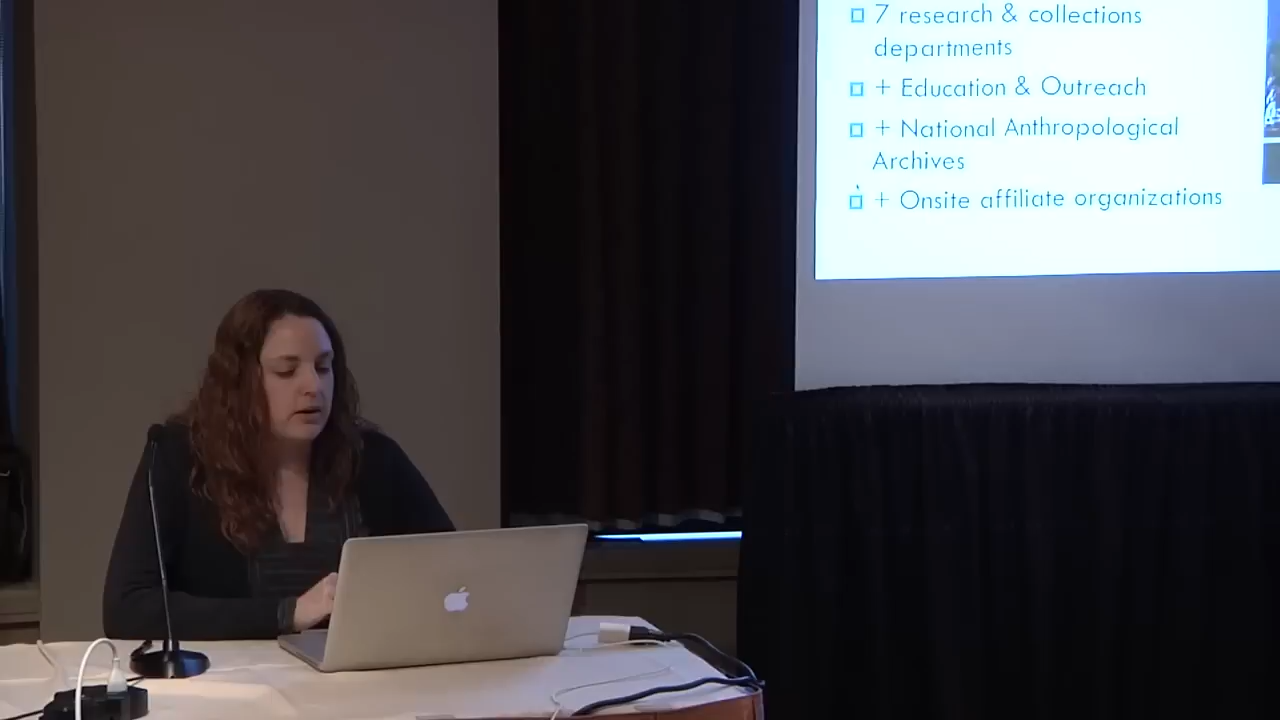 7 research & collections
departments
+ Education & Outreach
+ National Anthropological
Archives
+ Onsite affiliate organizations